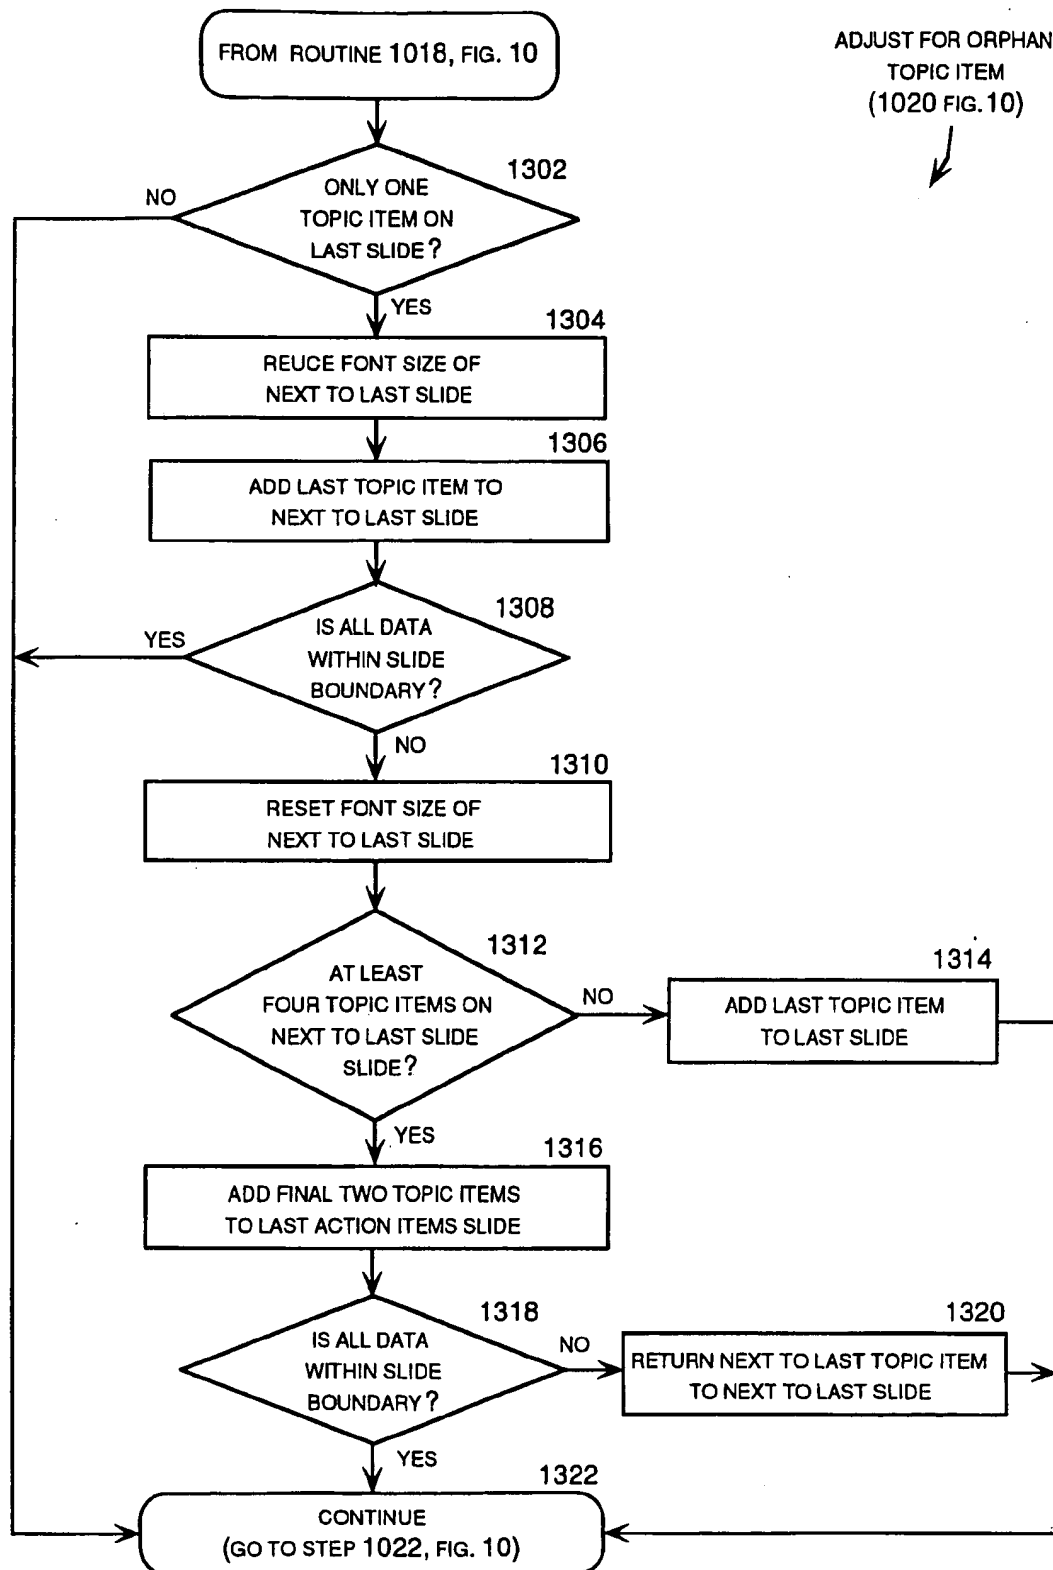 FROM ROUTINE 1018, FIG. 10
ADJUST FOR ORPHAN
TOPIC ITEM
(1020 FIG. 10)
1302
NO
ONLY ONE
TOPIC ITEM ON
LAST SLIDE?
YES
1304
REUCE FONT SIZE OF
NEXT TO LAST SLIDE
1306
ADD LAST TOPIC ITEM TO
NEXT TO LAST SLIDE
1308
YES
IS ALL DATA
WITHIN SLIDE
BOUNDARY?
NO
1310
RESET FONT SIZE OF
NEXT TO LAST SLIDE
1312
AT LEAST
FOUR TOPIC ITEMS ON
NEXT TO LAST SLIDE
SLIDE?
NO
1314
ADD LAST TOPIC ITEM
TO LAST SLIDE
YES
1316
ADD FINAL TWO TOPIC ITEMS
TO LAST ACTION ITEMS SLIDE
1318
IS ALL DATA
WITHIN SLIDE
BOUNDARY?
NO
1320
RETURN NEXT TO LAST TOPIC ITEM
TO NEXT TO LAST SLIDE
YES
1322
CONTINUE
(GO TO STEP 1022, FIG. 10)